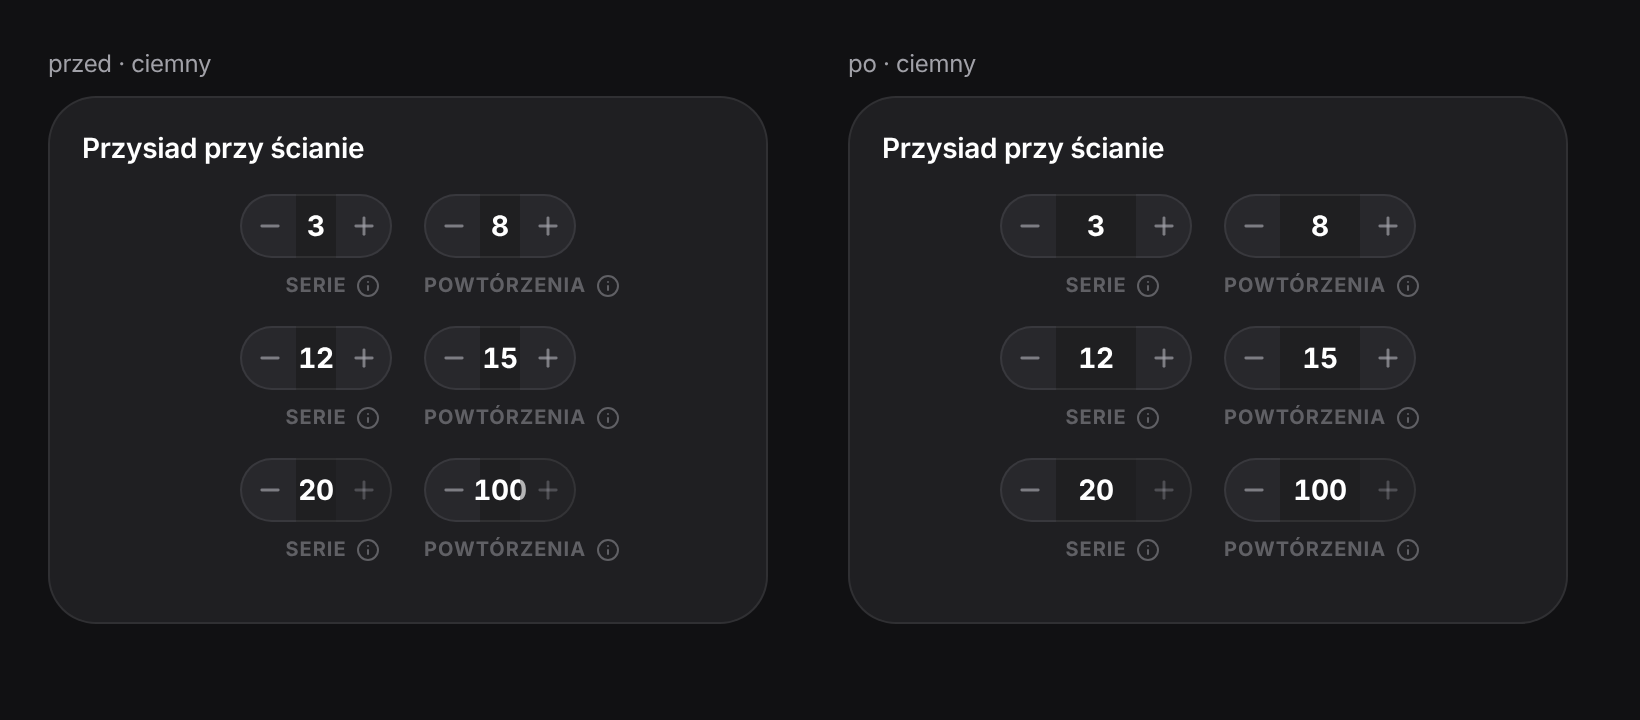 przed · ciemny
Przysiad przy ścianie
− 3 + − 8 +
SERIE POWTÓRZENIA
− 12 + − 15 +
SERIE POWTÓRZENIA
− 20 + − 100 +
SERIE POWTÓRZENIA
po · ciemny
Przysiad przy ścianie
− 3 + − 8 +
SERIE POWTÓRZENIA
− 12 + − 15 +
SERIE POWTÓRZENIA
− 20 + − 100 +
SERIE POWTÓRZENIA